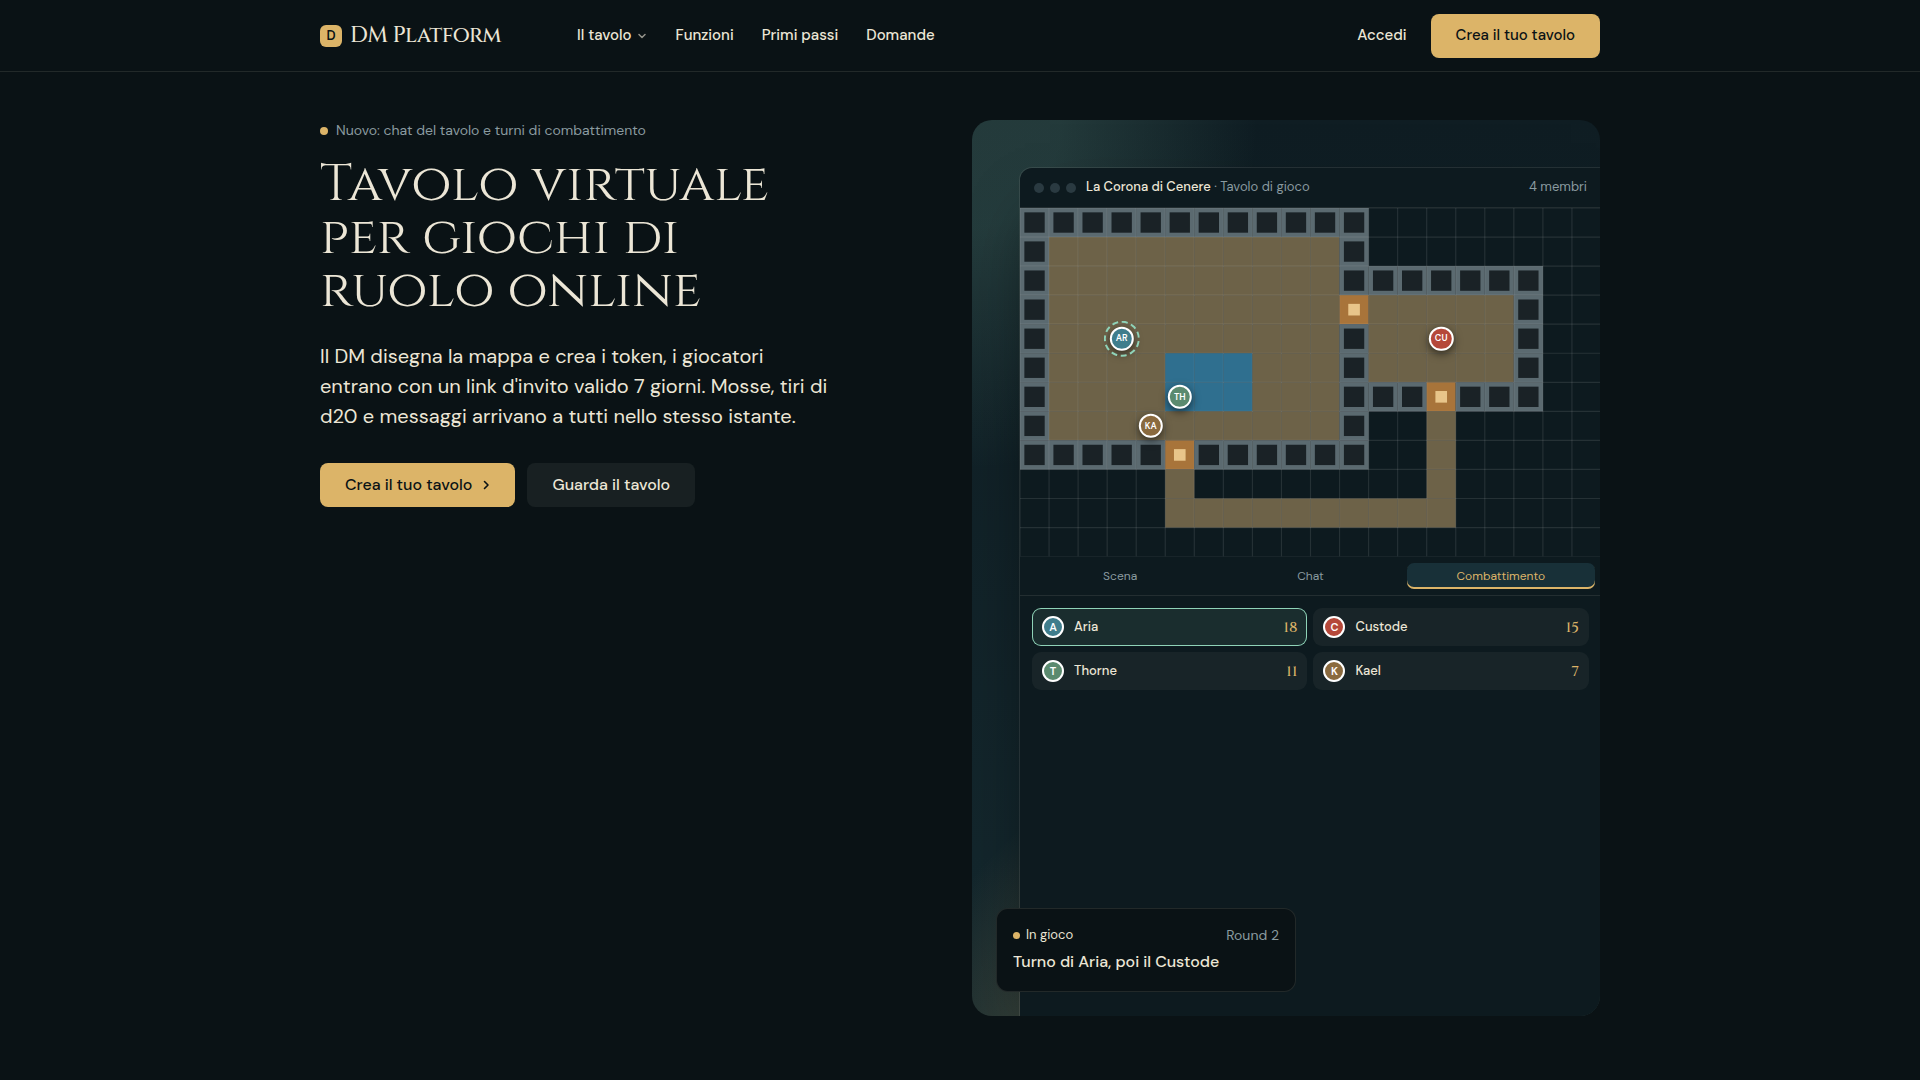 D DM Platform
Il tavolo
Funzioni
Primi passi
Domande
Accedi
Crea il tuo tavolo
Nuovo: chat del tavolo e turni di combattimento
Tavolo virtuale
per giochi di
ruolo online
Il DM disegna la mappa e crea i token, i giocatori
entrano con un link d'invito valido 7 giorni. Mosse, tiri di
d20 e messaggi arrivano a tutti nello stesso istante.
Crea il tuo tavolo
Guarda il tavolo
La Corona di Cenere · Tavolo di gioco
4 membri
AR
CU
TH
KA
Scena
Chat
Combattimento
A Aria 18
C Custode 15
T Thorne 11
K Kael 7
In gioco
Round 2
Turno di Aria, poi il Custode